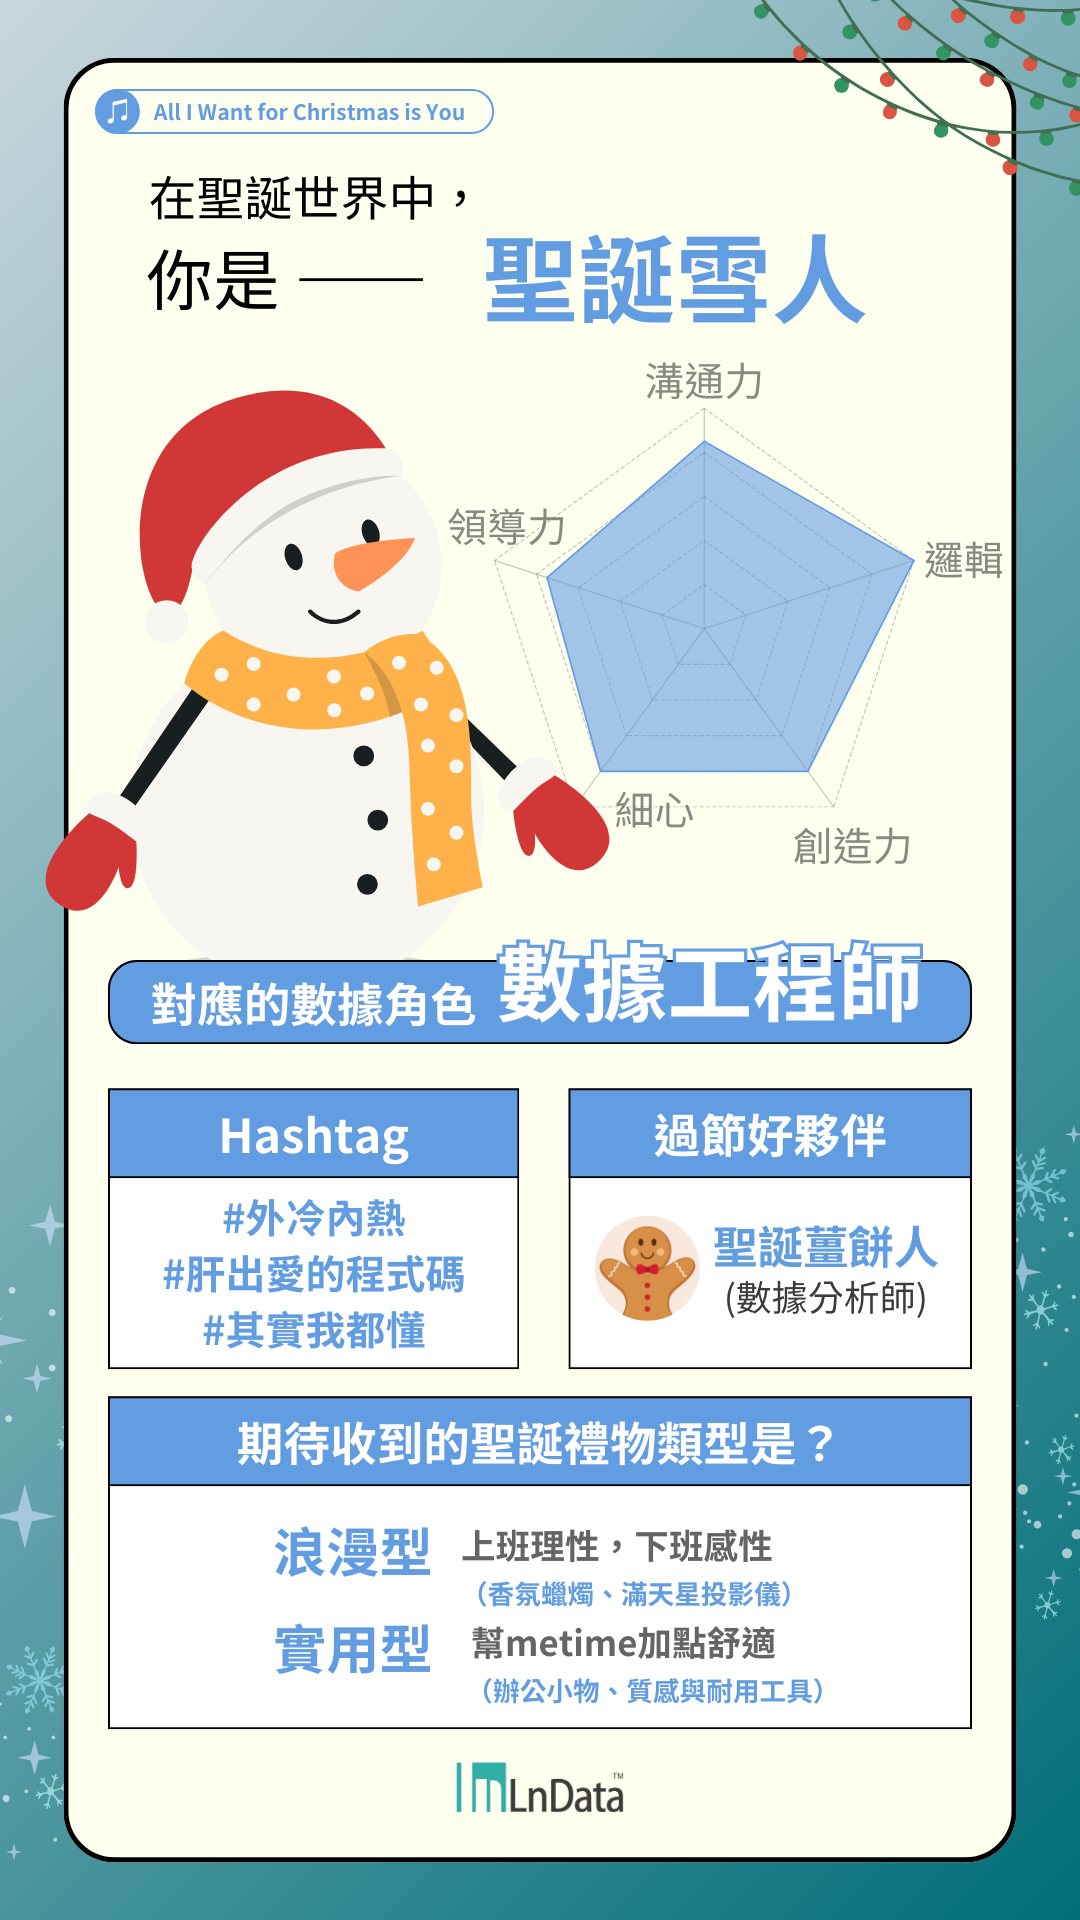 All I Want for Christmas is You
在聖誕世界中，
你是 —— 聖誕雪人
溝通力
領導力
邏輯
細心
創造力
對應的數據角色 數據工程師
Hashtag
#外冷內熱
#肝出愛的程式碼
#其實我都懂
過節好夥伴
聖誕薑餅人
(數據分析師)
期待收到的聖誕禮物類型是？
浪漫型 上班理性，下班感性
（香氛蠟燭、滿天星投影儀）
實用型 幫metime加點舒適
（辦公小物、質感與耐用工具）
LnData™